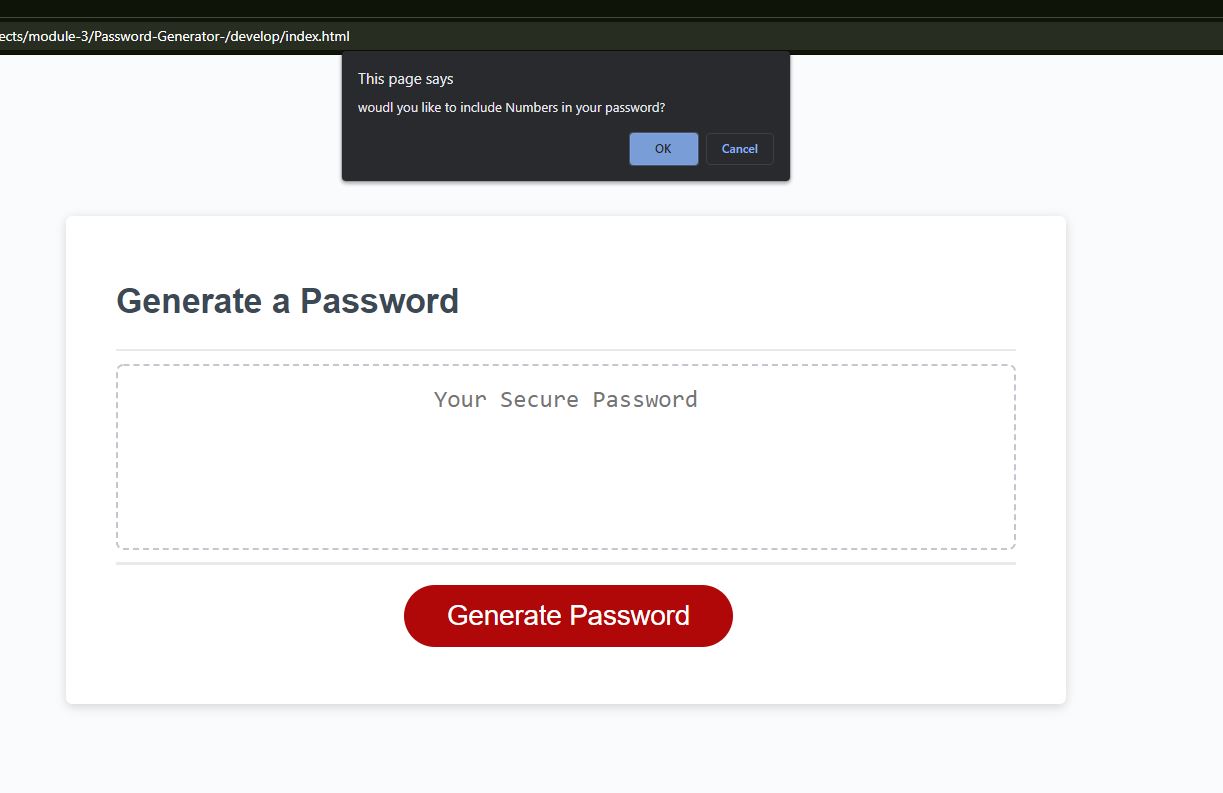 ects/module-3/Password-Generator-/develop/index.html
This page says
woudl you like to include Numbers in your password?
OK Cancel
Generate a Password
Your Secure Password
Generate Password